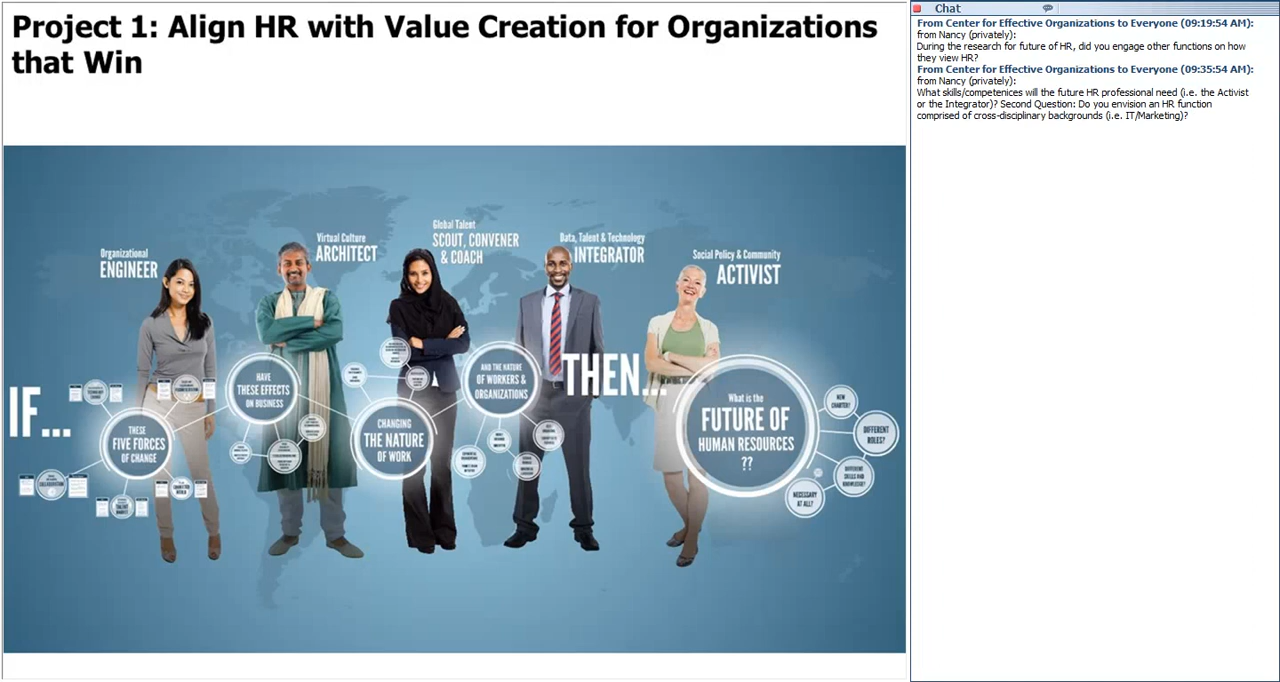 Project 1: Align HR with Value Creation for Organizations
that Win
Organizational
ENGINEER
Virtual Culture
ARCHITECT
Global Talent
SCOUT, CONVENER
& COACH
Data, Talent & Technology
INTEGRATOR
Social Policy & Community
ACTIVIST
IF...
THESE
FIVE FORCES
OF CHANGE
HAVE
THESE EFFECTS
ON BUSINESS
CHANGING
THE NATURE
OF WORK
AND THE NATURE
OF WORKERS &
ORGANIZATIONS
THEN...
What is the
FUTURE OF
HUMAN RESOURCES
??
NEW
CHARTER?
DIFFERENT
ROLES?
DIFFERENT
SKILLS AND
KNOWLEDGE?
NECESSARY
AT ALL?
Chat
From Center for Effective Organizations to Everyone (09:19:54 AM):
from Nancy (privately):
During the research for future of HR, did you engage other functions on how
they view HR?
From Center for Effective Organizations to Everyone (09:35:54 AM):
from Nancy (privately):
What skills/competenices will the future HR professional need (i.e. the Activist
or the Integrator)? Second Question: Do you envision an HR function
comprised of cross-disciplinary backgrounds (i.e. IT/Marketing)?